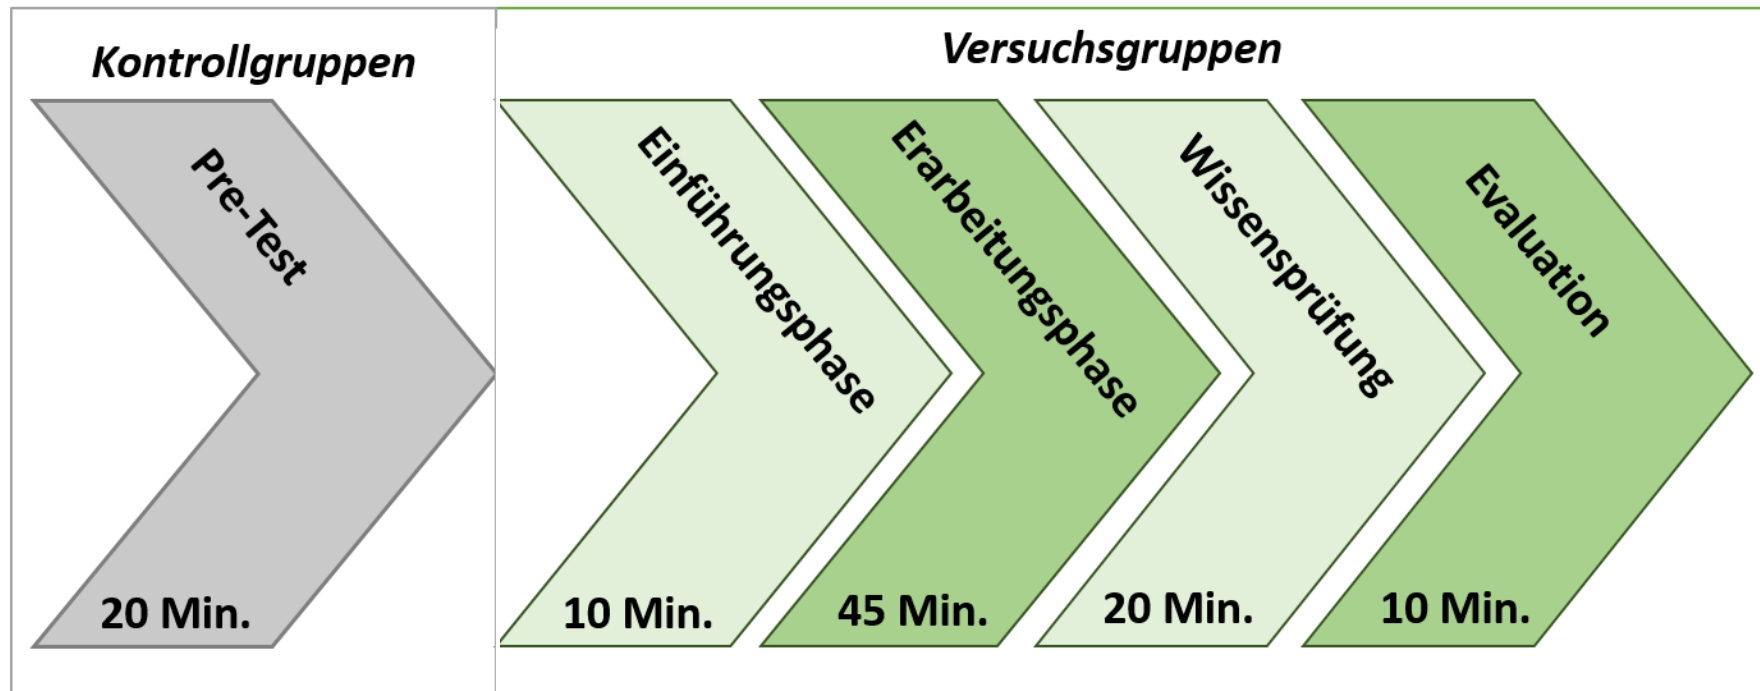 Kontrollgruppen
Pre-Test
20 Min.
Versuchsgruppen
Einführungsphase
10 Min.
Erarbeitungsphase
45 Min.
Wissensprüfung
20 Min.
Evaluation
10 Min.